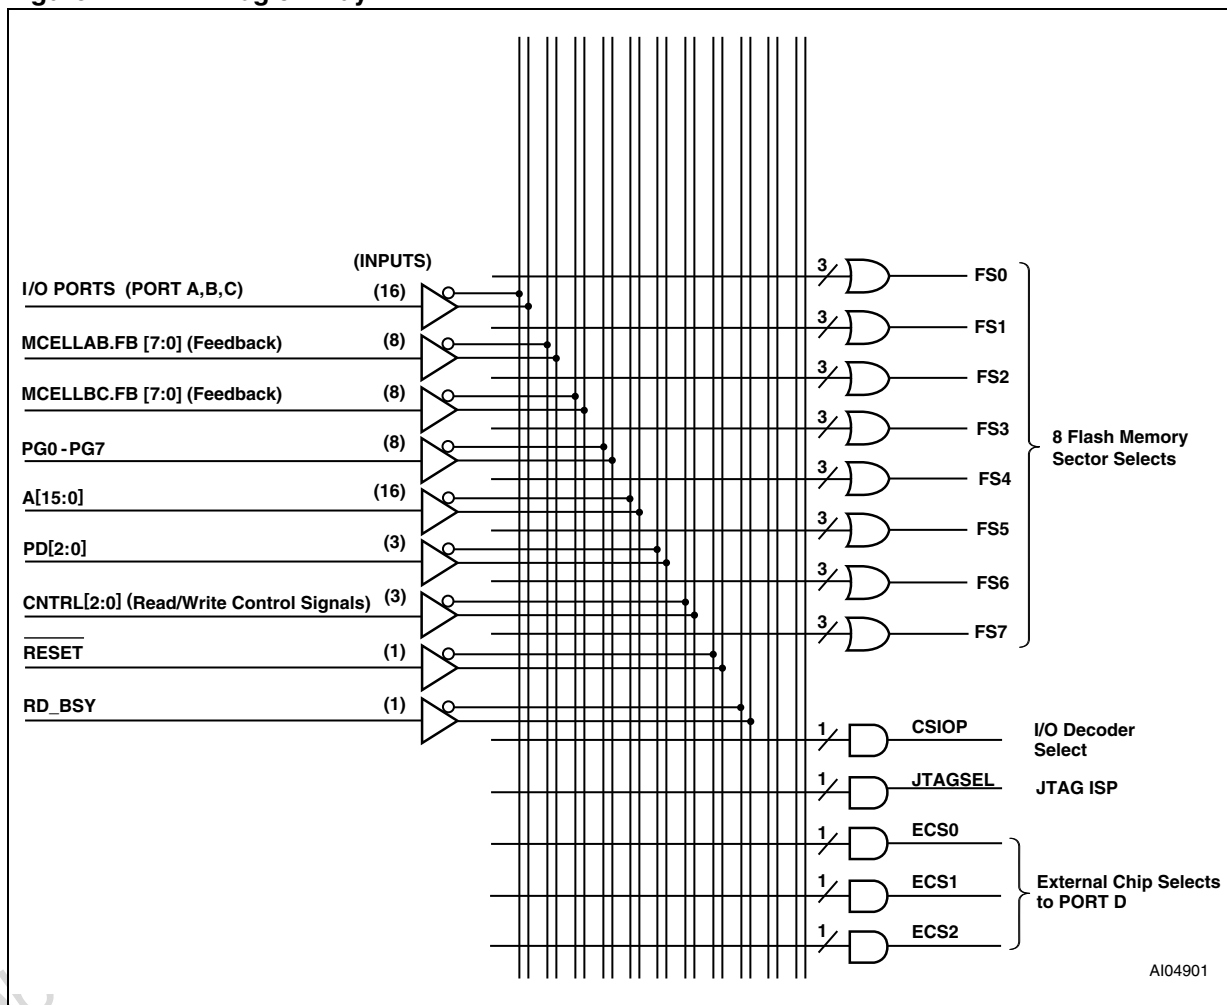 (INPUTS)
I/O PORTS (PORT A,B,C) (16)
MCELLAB.FB [7:0] (Feedback) (8)
MCELLBC.FB [7:0] (Feedback) (8)
PG0 - PG7 (8)
A[15:0] (16)
PD[2:0] (3)
CNTRL[2:0] (Read/Write Control Signals) (3)
RESET (1)
RD_BSY (1)
3 FS0
3 FS1
3 FS2
3 FS3
3 FS4
3 FS5
3 FS6
3 FS7
8 Flash Memory
Sector Selects
1 CSIOP
I/O Decoder
Select
1 JTAGSEL
JTAG ISP
1 ECS0
1 ECS1
1 ECS2
External Chip Selects
to PORT D
AI04901